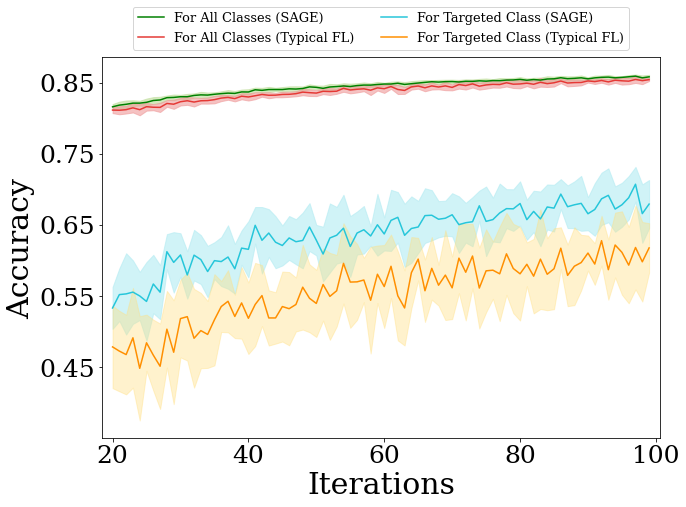 For All Classes (SAGE) For Targeted Class (SAGE)
For All Classes (Typical FL) For Targeted Class (Typical FL)
0.85
0.75
0.65
0.55
0.45
Accuracy
20 40 60 80 100
Iterations